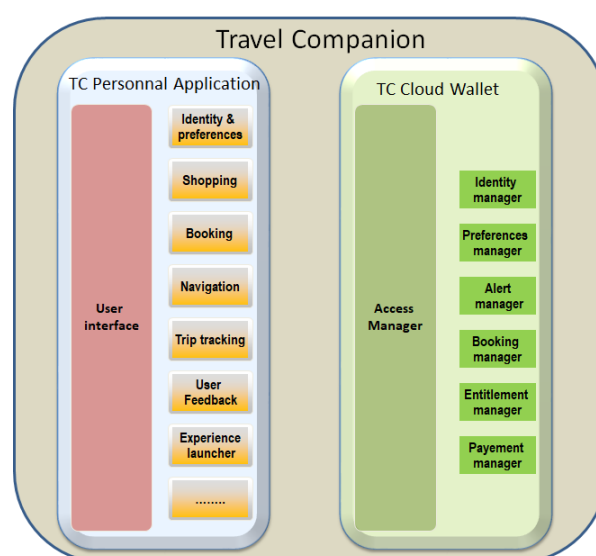 Travel Companion
TC Personnal Application
User
interface
Identity &
preferences
Shopping
Booking
Navigation
Trip tracking
User
Feedback
Experience
launcher
........
TC Cloud Wallet
Access
Manager
Identity
manager
Preferences
manager
Alert
manager
Booking
manager
Entitlement
manager
Payement
manager